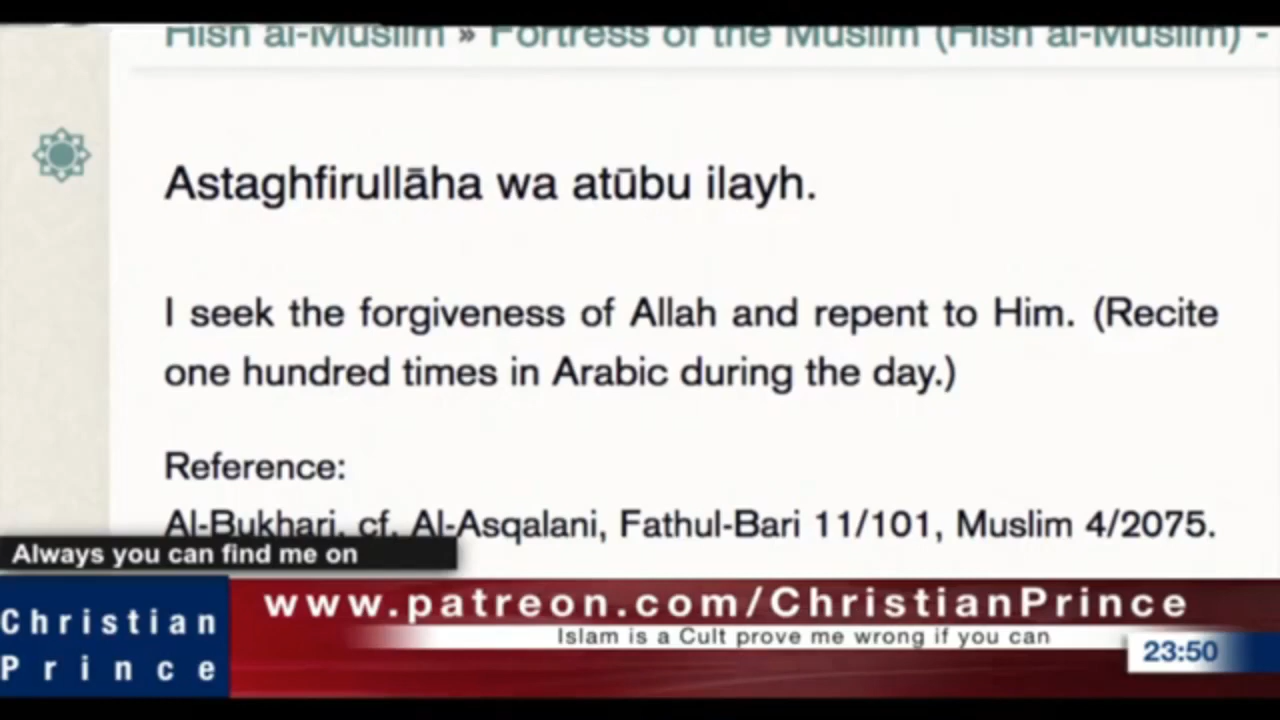 Hisn al-Muslim » Fortress of the Muslim (Hisn al-Muslim) -
Astaghfirullāha wa atūbu ilayh.
I seek the forgiveness of Allah and repent to Him. (Recite
one hundred times in Arabic during the day.)
Reference:
Al-Bukhari, cf. Al-Asqalani, Fathul-Bari 11/101, Muslim 4/2075.
Always you can find me on
Christian
Prince
www.patreon.com/ChristianPrince
Islam is a Cult prove me wrong if you can
23:50